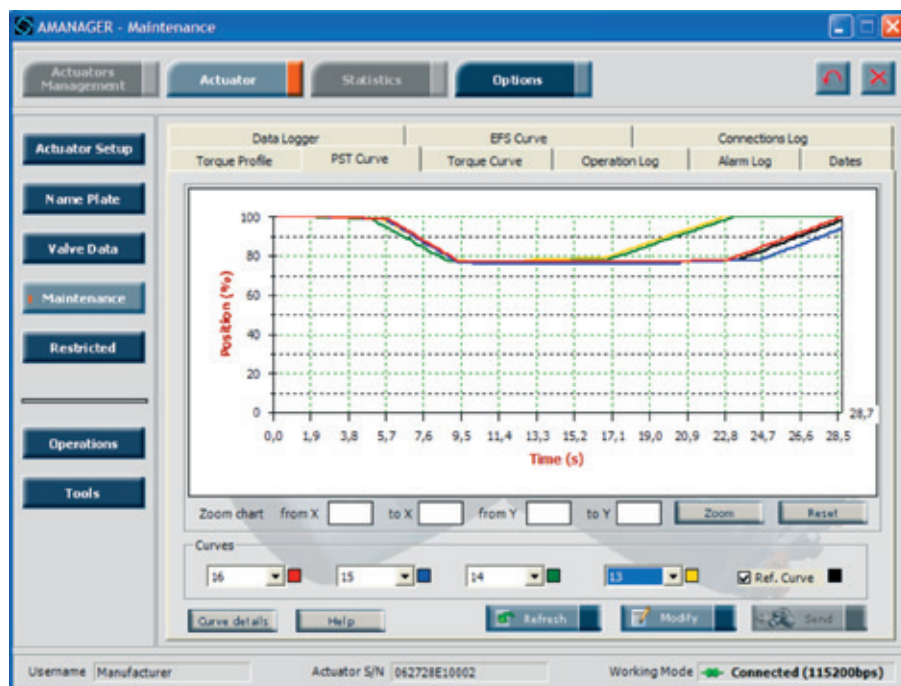 AMANAGER - Maintenance
Actuators Management
Actuator
Statistics
Options
Actuator Setup
Name Plate
Valve Data
Maintenance
Restricted
Operations
Tools
Data Logger
EFS Curve
Connections Log
Torque Profile
PST Curve
Torque Curve
Operation Log
Alarm Log
Dates
Position (%)
100
80
60
40
20
0
28,7
0,0 1,9 3,8 5,7 7,6 9,5 11,4 13,3 15,2 17,1 19,0 20,9 22,8 24,7 26,6 28,5
Time (s)
Zoom chart from X to X from Y to Y Zoom Reset
Curves
16 15 14 13 Ref. Curve
Curve details Help Refresh Modify Send
Username Manufacturer Actuator S/N 062728E10002 Working Mode Connected (115200bps)